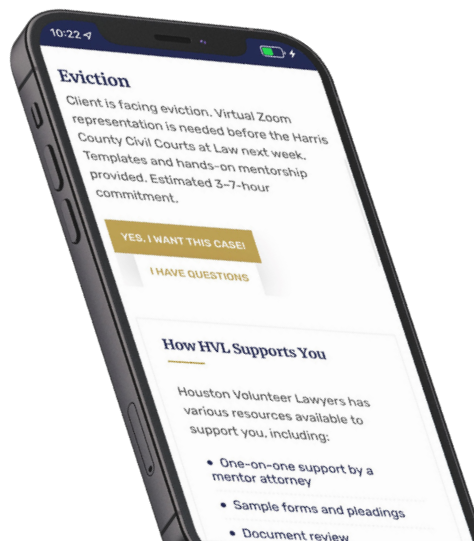 10:22
Eviction
Client is facing eviction. Virtual Zoom
representation is needed before the Harris
County Civil Courts at Law next week.
Templates and hands-on mentorship
provided. Estimated 3-7-hour
commitment.
YES, I WANT THIS CASE!
I HAVE QUESTIONS
How HVL Supports You
Houston Volunteer Lawyers has
various resources available to
support you, including:
• One-on-one support by a
mentor attorney
• Sample forms and pleadings
• Document review